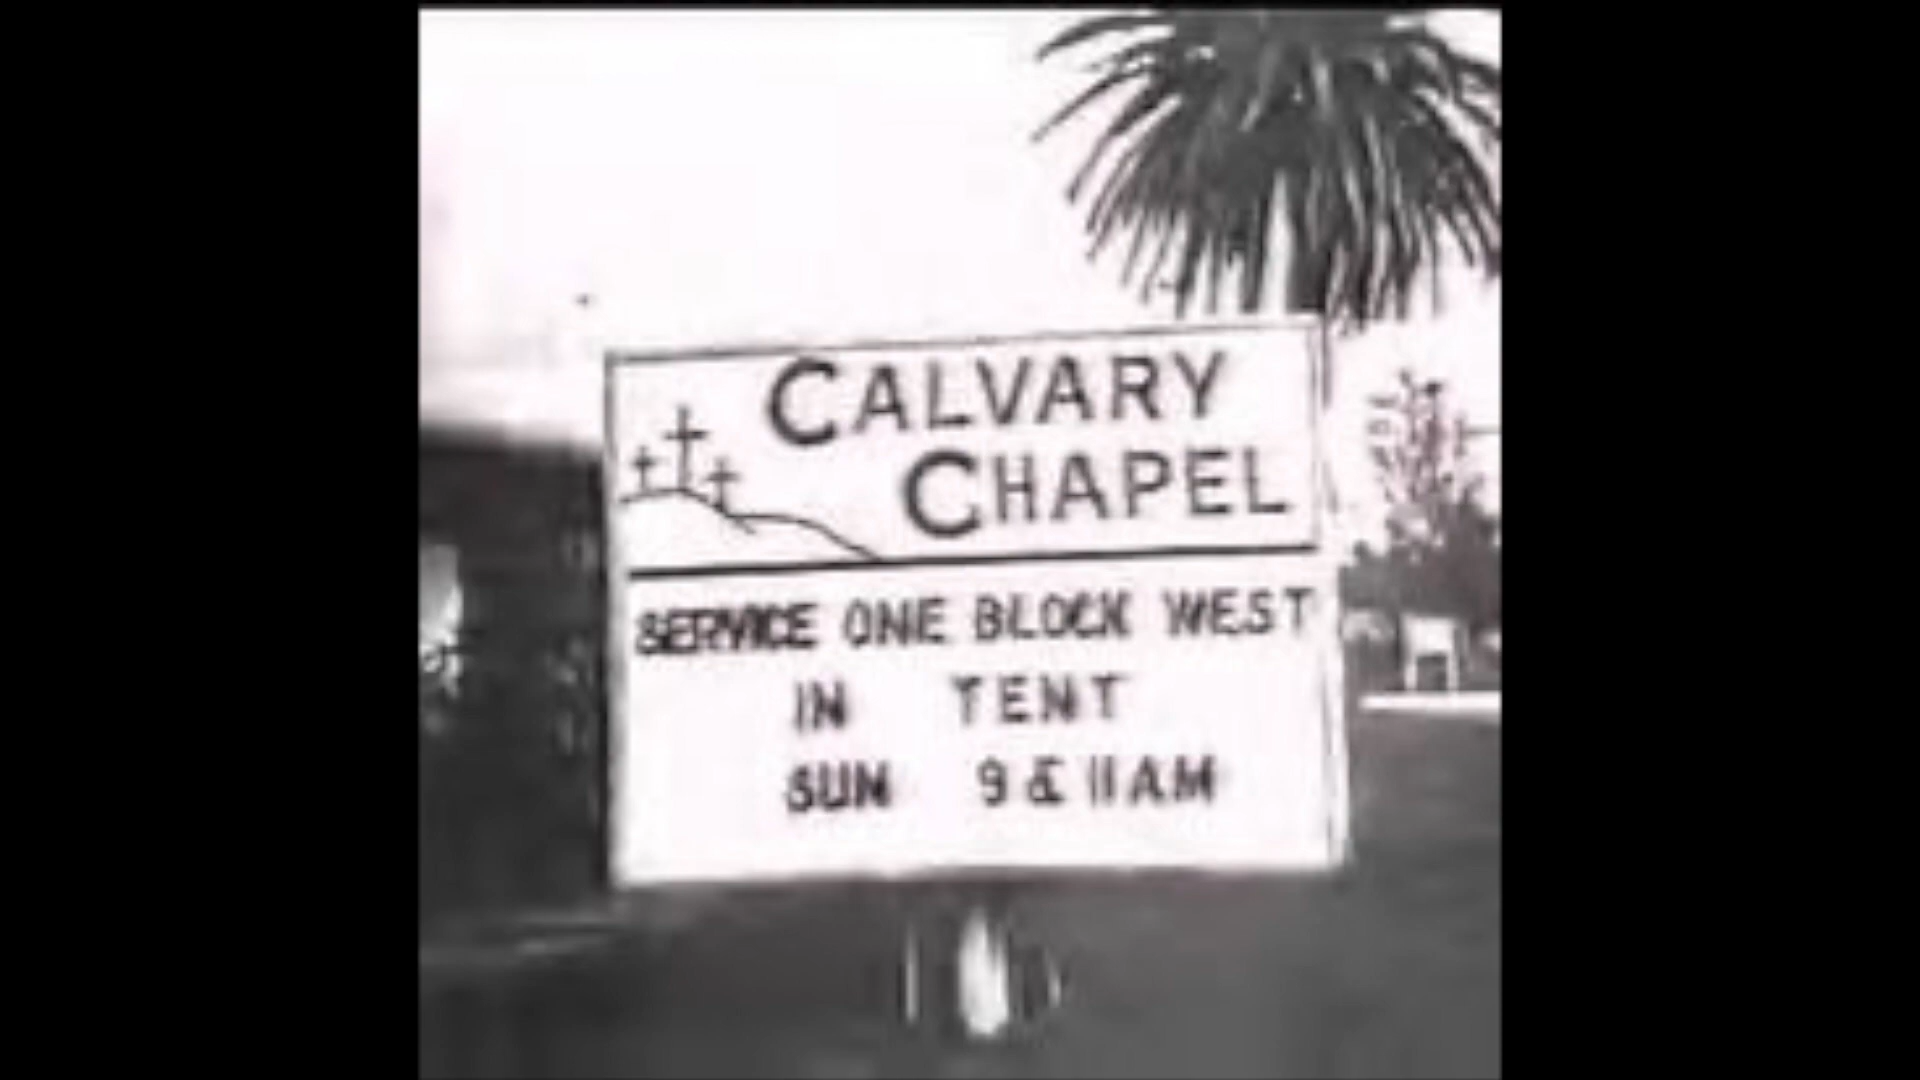 CALVARY
CHAPEL
SERVICE ONE BLOCK WEST
IN TENT
SUN 9 & 11 AM